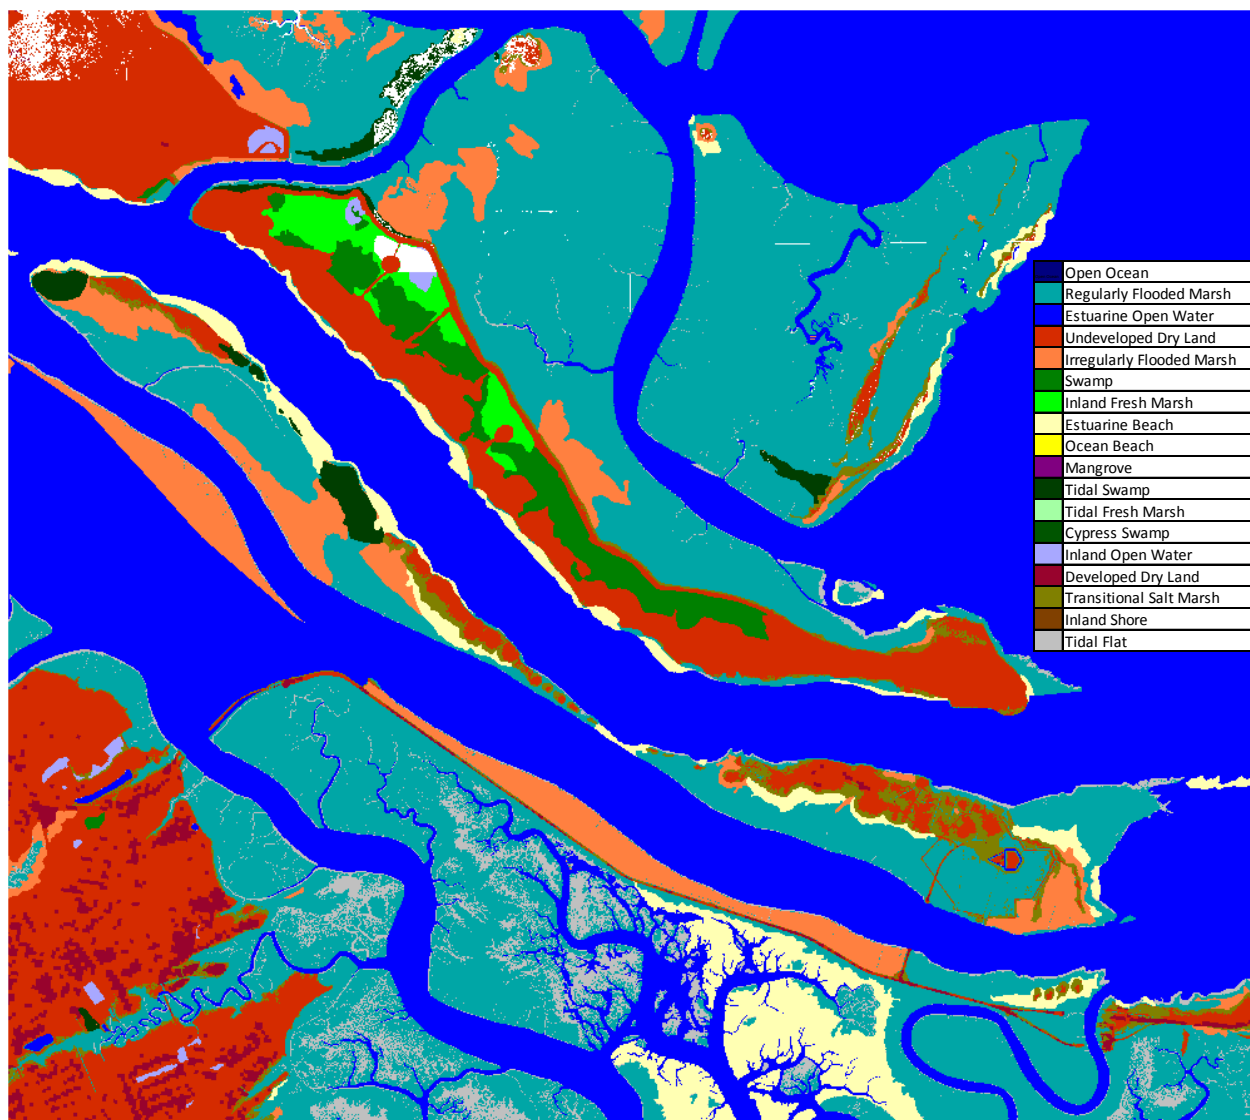 Open Ocean
Regularly Flooded Marsh
Estuarine Open Water
Undeveloped Dry Land
Irregularly Flooded Marsh
Swamp
Inland Fresh Marsh
Estuarine Beach
Ocean Beach
Mangrove
Tidal Swamp
Tidal Fresh Marsh
Cypress Swamp
Inland Open Water
Developed Dry Land
Transitional Salt Marsh
Inland Shore
Tidal Flat